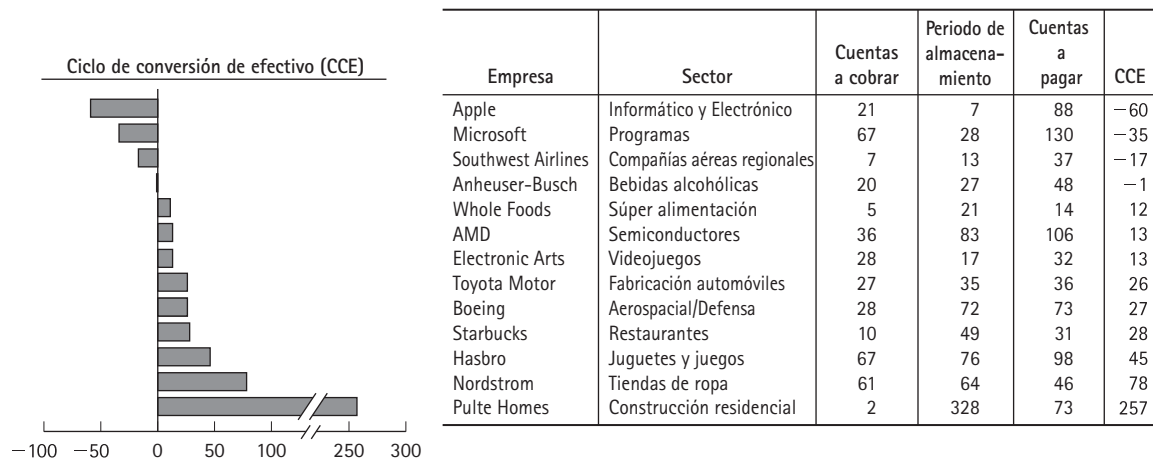 Ciclo de conversión de efectivo (CCE)
−100 −50 0 50 100 250 300
Empresa Sector Cuentas a cobrar Periodo de almacena-miento Cuentas a pagar CCE
Apple Informático y Electrónico 21 7 88 −60
Microsoft Programas 67 28 130 −35
Southwest Airlines Compañías aéreas regionales 7 13 37 −17
Anheuser-Busch Bebidas alcohólicas 20 27 48 −1
Whole Foods Súper alimentación 5 21 14 12
AMD Semiconductores 36 83 106 13
Electronic Arts Videojuegos 28 17 32 13
Toyota Motor Fabricación automóviles 27 35 36 26
Boeing Aerospacial/Defensa 28 72 73 27
Starbucks Restaurantes 10 49 31 28
Hasbro Juguetes y juegos 67 76 98 45
Nordstrom Tiendas de ropa 61 64 46 78
Pulte Homes Construcción residencial 2 328 73 257